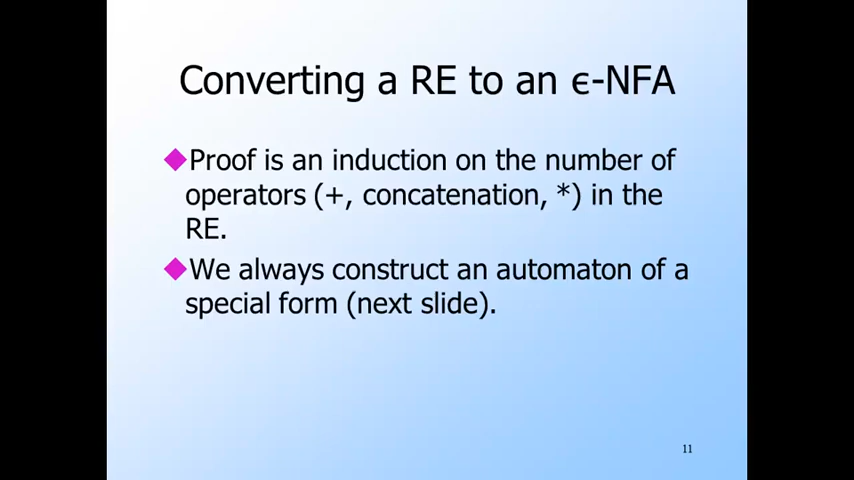 Converting a RE to an ϵ-NFA
Proof is an induction on the number of
operators (+, concatenation, *) in the
RE.
We always construct an automaton of a
special form (next slide).
11